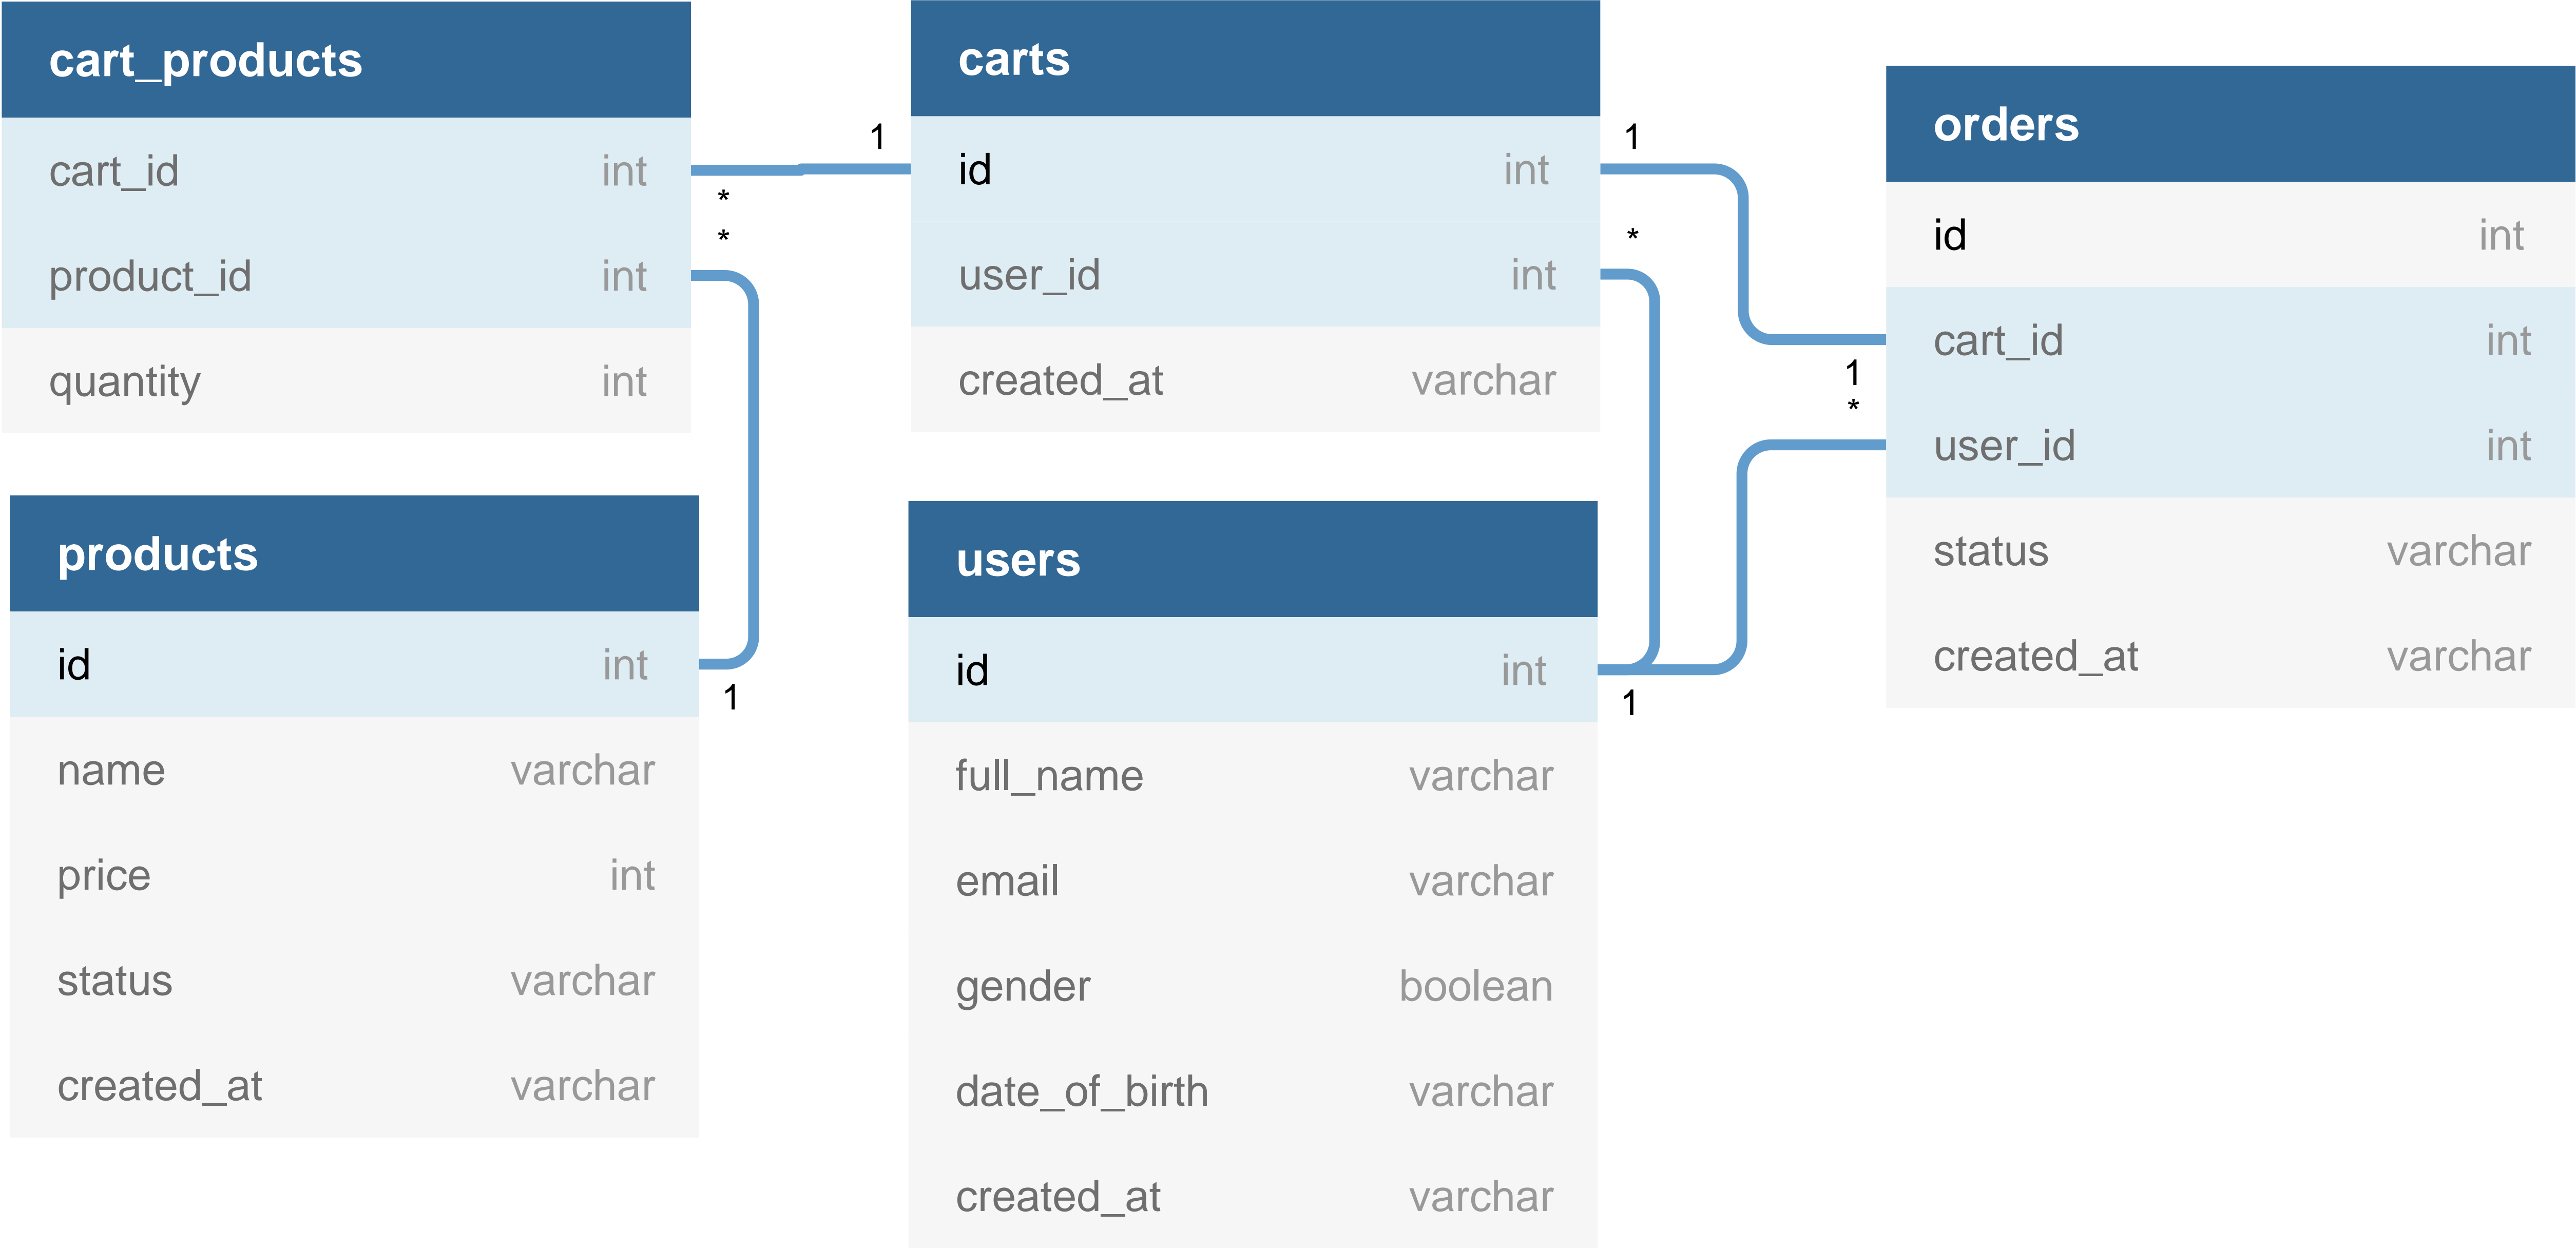 cart_products
cart_id int
product_id int
quantity int
carts
id int
user_id int
created_at varchar
orders
id int
cart_id int
user_id int
status varchar
created_at varchar
products
id int
name varchar
price int
status varchar
created_at varchar
users
id int
full_name varchar
email varchar
gender boolean
date_of_birth varchar
created_at varchar
1
*
*
1
1
*
1
*
1